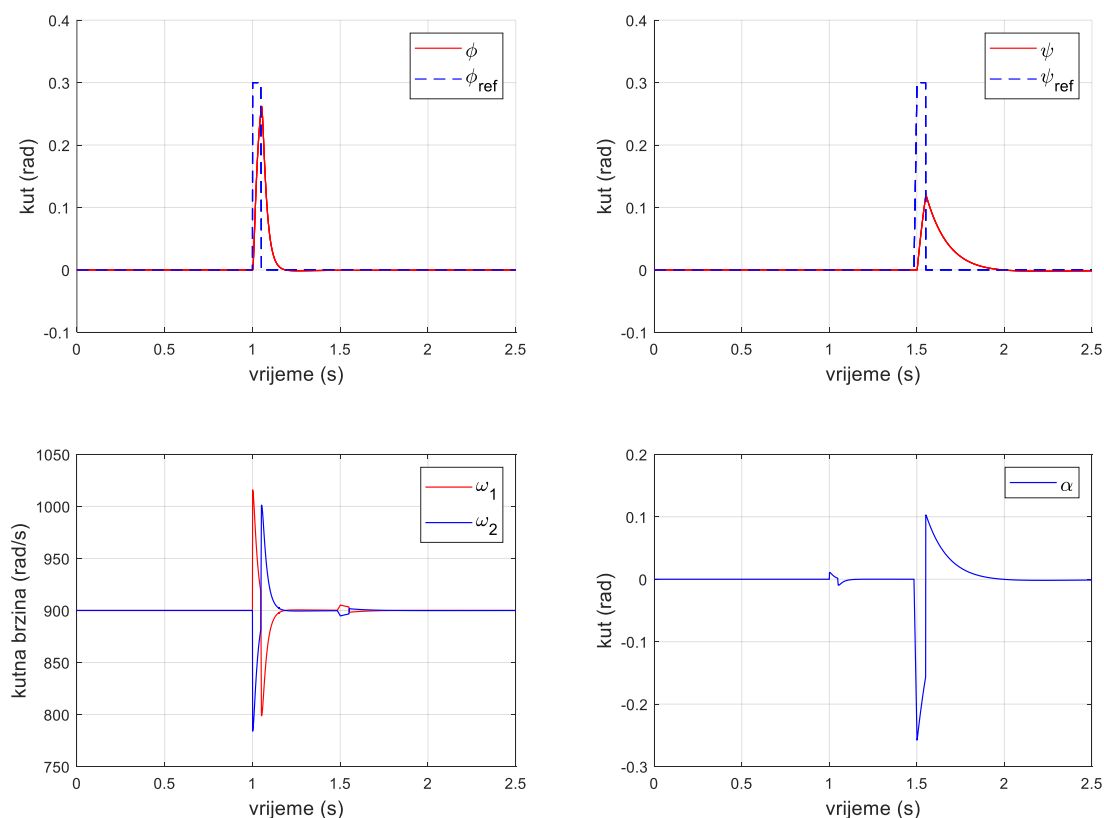 0.4
0.3
0.2
0.1
0
-0.1
kut (rad)
0 0.5 1 1.5 2 2.5
vrijeme (s)
ϕ
ϕref
0.4
0.3
0.2
0.1
0
-0.1
kut (rad)
0 0.5 1 1.5 2 2.5
vrijeme (s)
ψ
ψref
1050
1000
950
900
850
800
750
kutna brzina (rad/s)
0 0.5 1 1.5 2 2.5
vrijeme (s)
ω1
ω2
0.2
0.1
0
-0.1
-0.2
-0.3
kut (rad)
0 0.5 1 1.5 2 2.5
vrijeme (s)
α